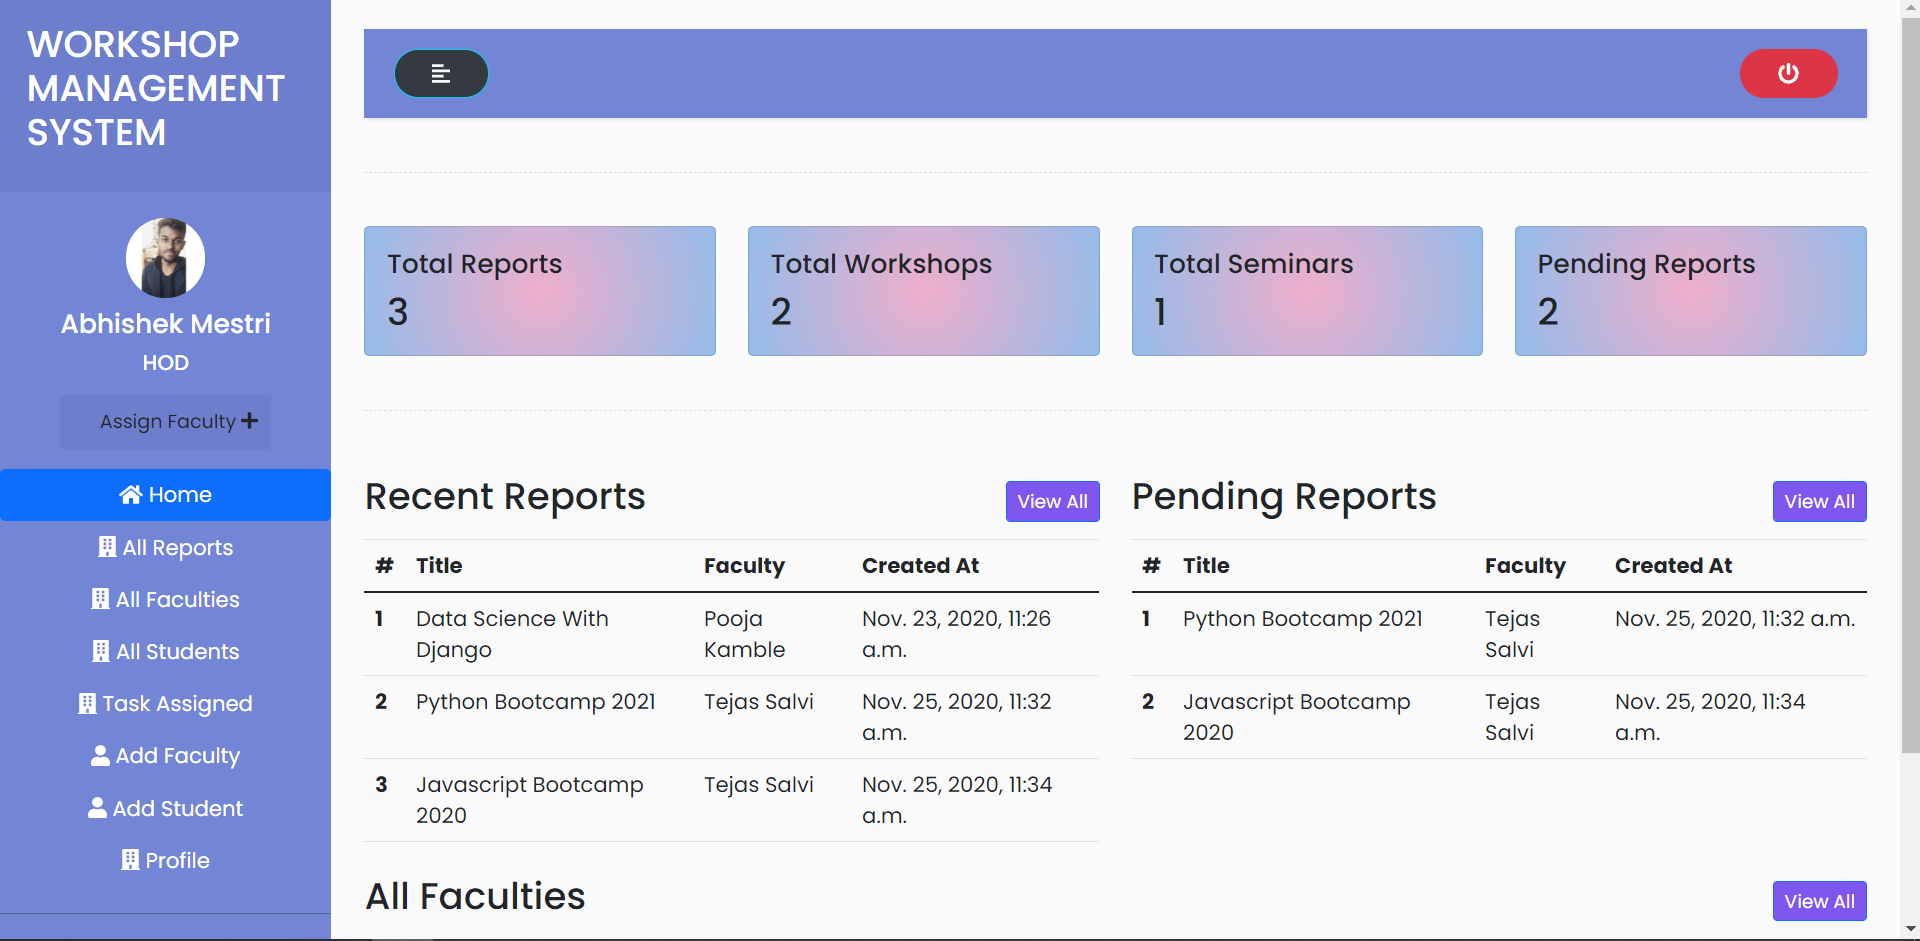 WORKSHOP
MANAGEMENT
SYSTEM
Abhishek Mestri
HOD
Assign Faculty
Home
All Reports
All Faculties
All Students
Task Assigned
Add Faculty
Add Student
Profile
Total Reports
3
Total Workshops
2
Total Seminars
1
Pending Reports
2
Recent Reports
View All
# Title Faculty Created At
1 Data Science With Pooja Nov. 23, 2020, 11:26
Django Kamble a.m.
2 Python Bootcamp 2021 Tejas Salvi Nov. 25, 2020, 11:32
a.m.
3 Javascript Bootcamp Tejas Salvi Nov. 25, 2020, 11:34
2020 a.m.
Pending Reports
View All
# Title Faculty Created At
1 Python Bootcamp 2021 Tejas Nov. 25, 2020, 11:32 a.m.
Salvi
2 Javascript Bootcamp Tejas Nov. 25, 2020, 11:34
2020 Salvi a.m.
All Faculties
View All